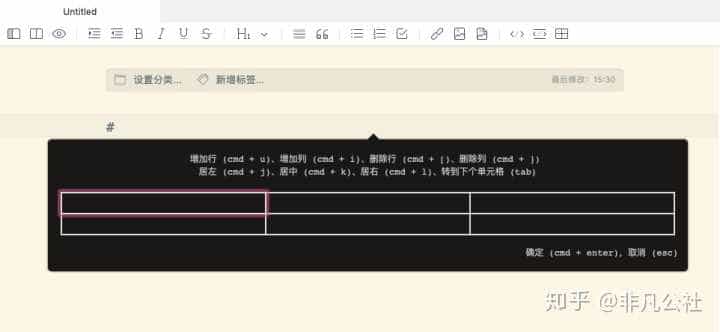 Untitled
B I U S H₁
设置分类... 新增标签... 最后修改：15:30
#
增加行 (cmd + u)、增加列 (cmd + i)、删除行 (cmd + [)、删除列 (cmd + ])
居左 (cmd + j)、居中 (cmd + k)、居右 (cmd + l)、转到下个单元格 (tab)
确定 (cmd + enter), 取消 (esc)
知乎 @非凡公社